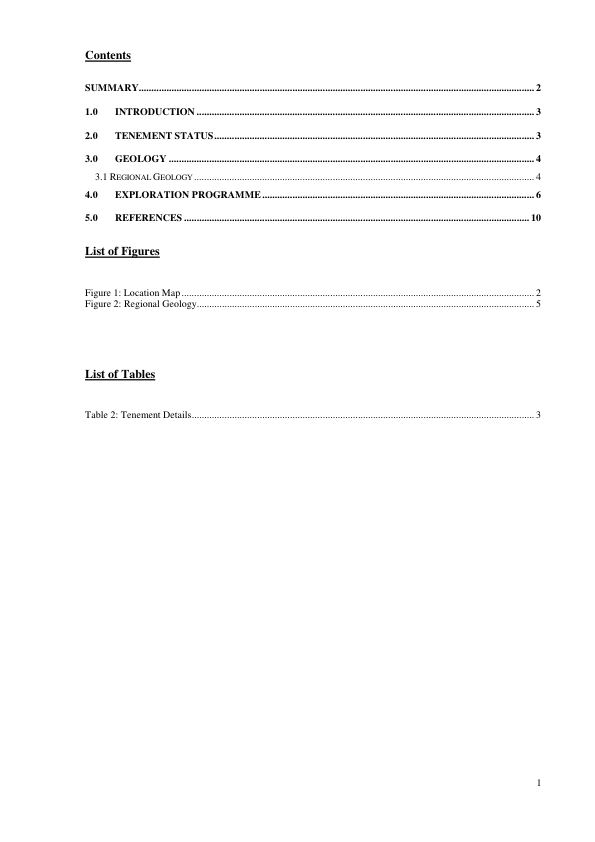 Contents
SUMMARY 2
1.0 INTRODUCTION 3
2.0 TENEMENT STATUS 3
3.0 GEOLOGY 4
3.1 REGIONAL GEOLOGY 4
4.0 EXPLORATION PROGRAMME 6
5.0 REFERENCES 10
List of Figures
Figure 1: Location Map 2
Figure 2: Regional Geology 5
List of Tables
Table 2: Tenement Details 3
1